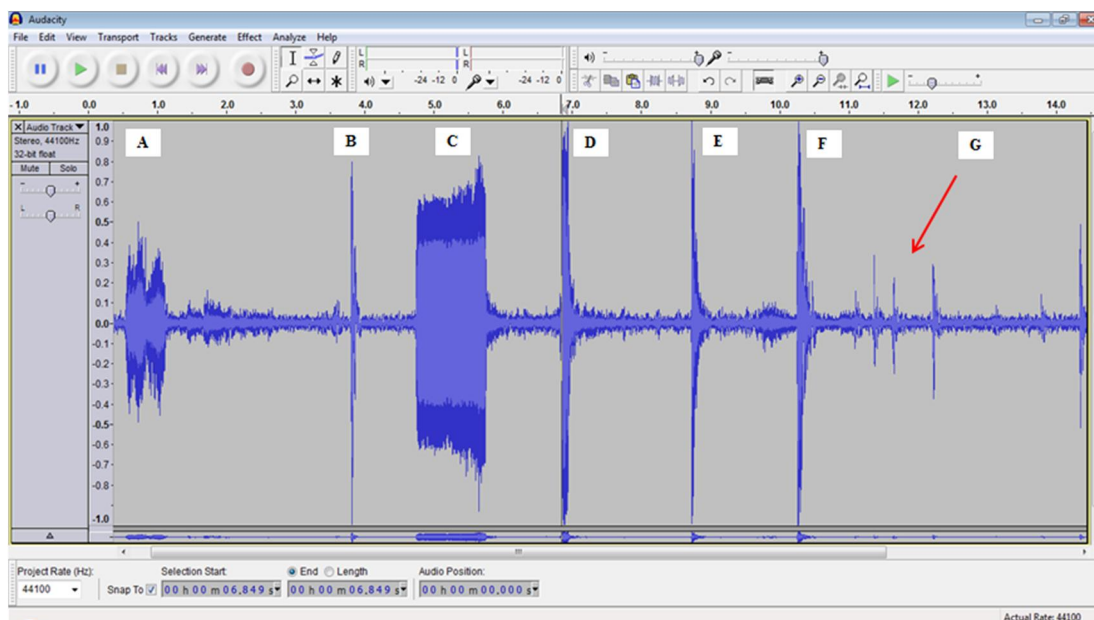 Audacity
File Edit View Transport Tracks Generate Effect Analyze Help
L
R
-24 -12 0
L
R
-24 -12 0
-1.0 0.0 1.0 2.0 3.0 4.0 5.0 6.0 7.0 8.0 9.0 10.0 11.0 12.0 13.0 14.0
X Audio Track
Stereo, 44100Hz
32-bit float
Mute Solo
- +
L R
1.0
0.9
0.8
0.7
0.6
0.5
0.4
0.3
0.2
0.1
0.0
-0.1
-0.2
-0.3
-0.4
-0.5
-0.6
-0.7
-0.8
-1.0
A B C D E F G
Project Rate (Hz): Selection Start: End Length Audio Position:
44100 Snap To 00 h 00 m 06.849 s 00 h 00 m 06.849 s 00 h 00 m 00.000 s
Actual Rate: 44100